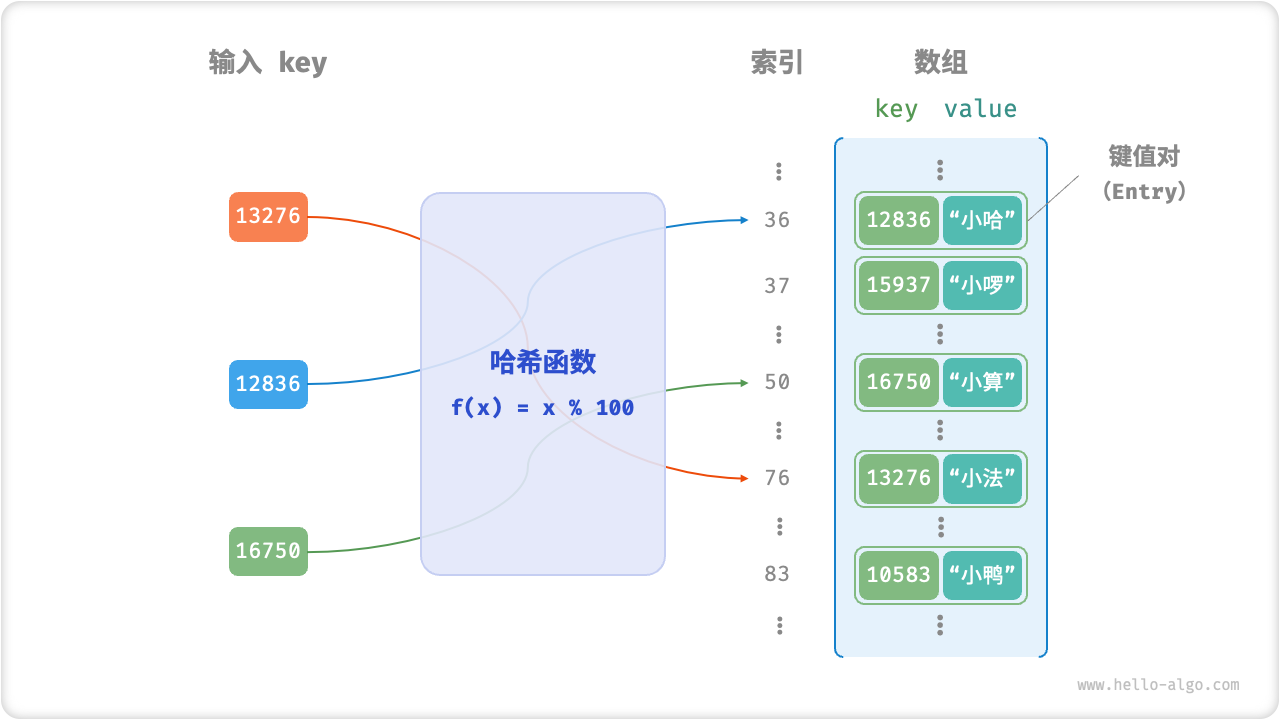 输入 key
索引
数组
key value
键值对
（Entry）
13276
12836
16750
哈希函数
f(x) = x % 100
36
12836 “小哈”
37
15937 “小啰”
50
16750 “小算”
76
13276 “小法”
83
10583 “小鸭”
www.hello-algo.com